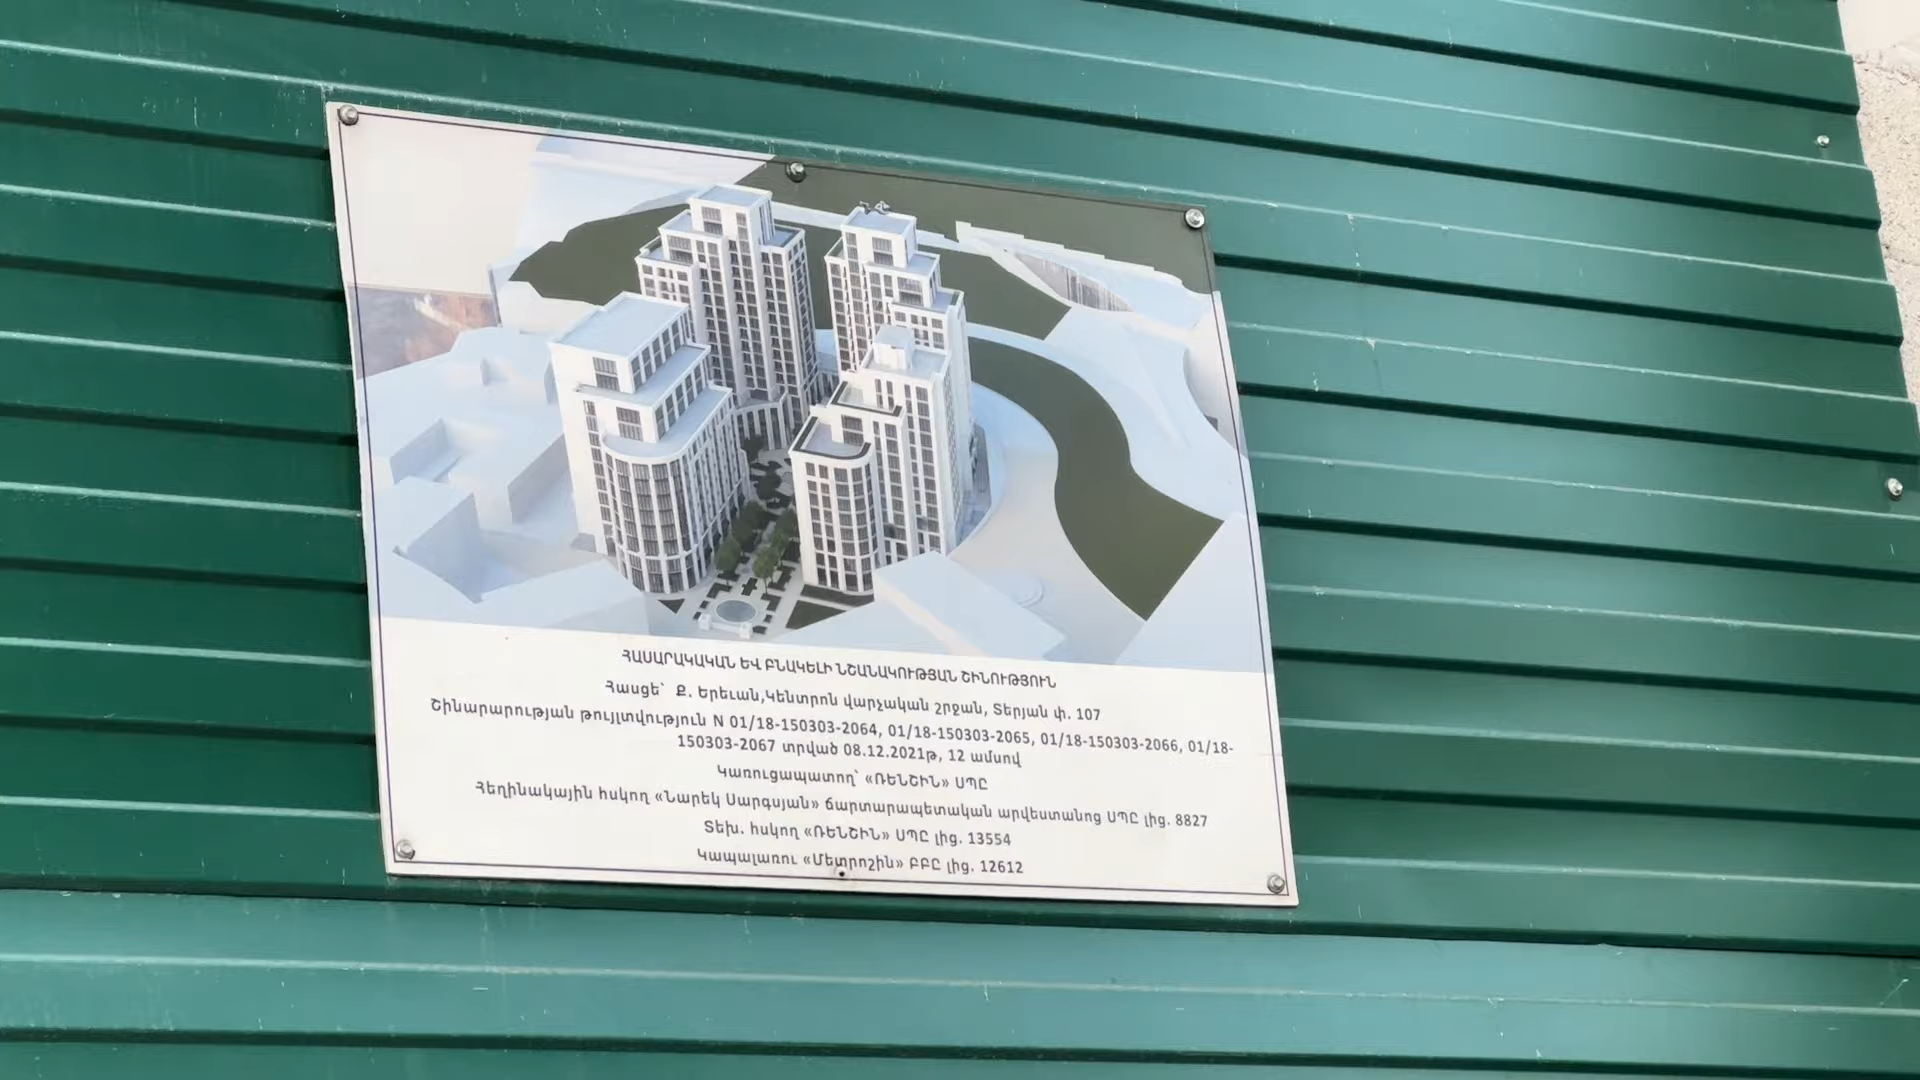 ՀԱՍԱՐԱԿԱԿԱՆ ԵՎ ԲՆԱԿԵԼԻ ՆՇԱՆԱԿՈՒԹՅԱՆ ՇԻՆՈՒԹՅՈՒՆ
Հասցե՝ Ք. Երեւան,Կենտրոն վարչական շրջան, Տերյան փ. 107
Շինարարության թույլտվություն N 01/18-150303-2064, 01/18-150303-2065, 01/18-150303-2066, 01/18-
150303-2067 տրված 08.12.2021թ, 12 ամսով
Կառուցապատող՝ «ՌԵՆՇԻՆ» ՍՊԸ
Հեղինակային հսկող «Նարեկ Սարգսյան» ճարտարապետական արվեստանոց ՍՊԸ լից. 8827
Տեխ. հսկող «ՌԵՆՇԻՆ» ՍՊԸ լից. 13554
Կապալառու «Մետրոշին» ԲԲԸ լից. 12612